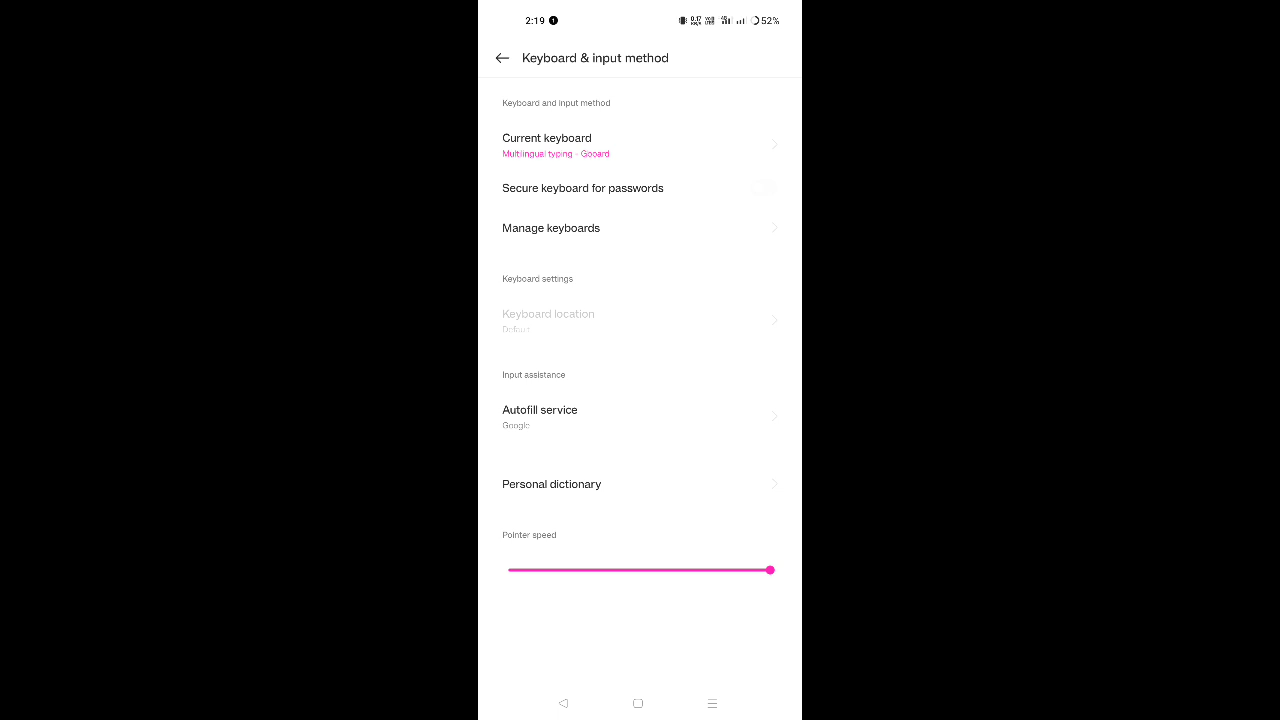 2:19
52%
Keyboard & input method
Keyboard and input method
Current keyboard
Multilingual typing - Gboard
Secure keyboard for passwords
Manage keyboards
Keyboard settings
Keyboard location
Default
Input assistance
Autofill service
Google
Personal dictionary
Pointer speed